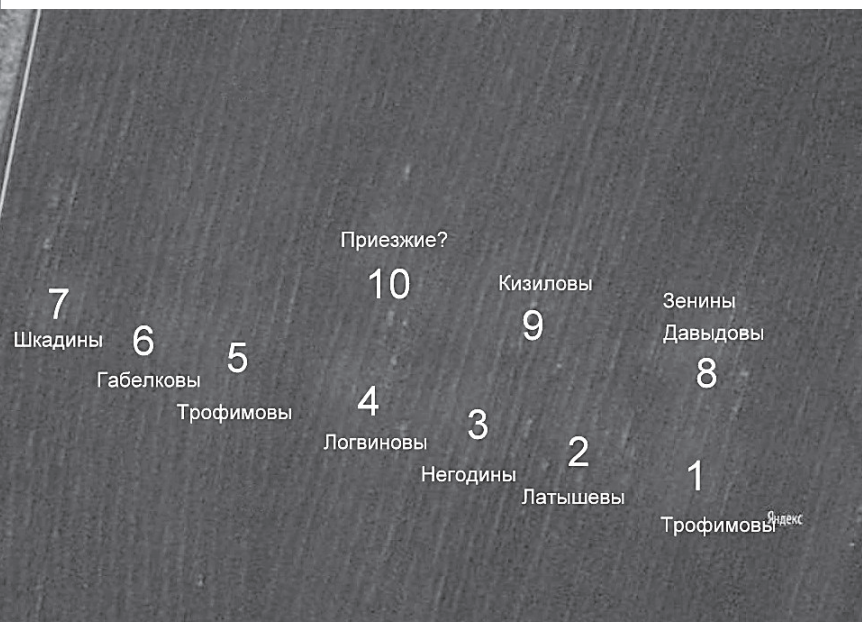 Приезжие?
10
Кизиловы
9
Зенины
Давыдовы
8
7
Шкадины
6
Габелковы
5
Трофимовы
4
Логвиновы
3
Негодины
2
Латышевы
1
Трофимовы
Яндекс